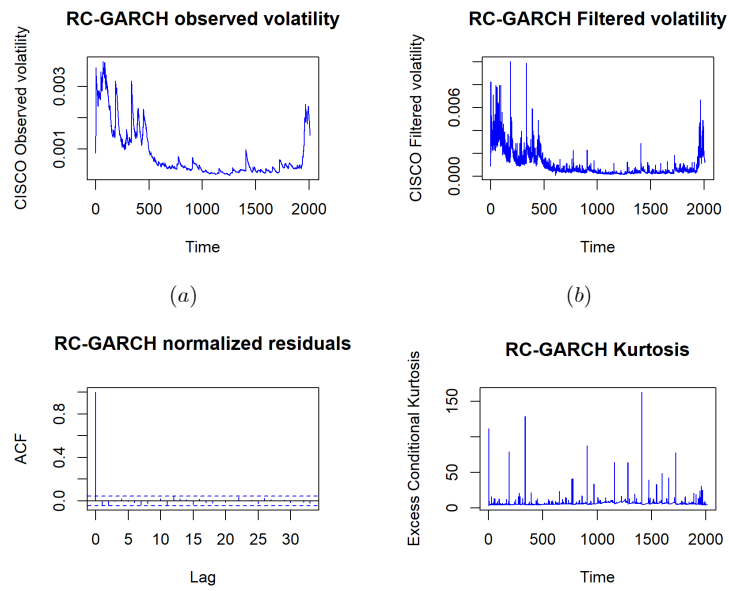 RC-GARCH observed volatility
CISCO Observed volatility
0.003
0.001
0 500 1000 1500 2000
Time
(a)
RC-GARCH Filtered volatility
CISCO Filtered volatility
0.006
0.000
0 500 1000 1500 2000
Time
(b)
RC-GARCH normalized residuals
ACF
0.8
0.4
0.0
0 5 10 15 20 25 30
Lag
RC-GARCH Kurtosis
Excess Conditional Kurtosis
150
50
0
0 500 1000 1500 2000
Time